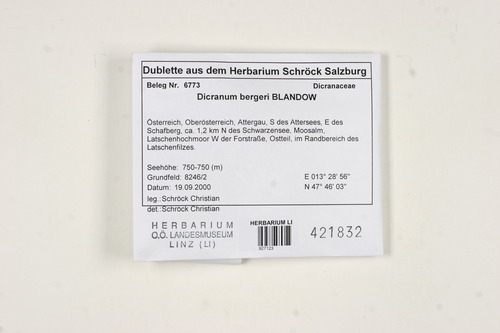 Dublette aus dem Herbarium Schröck Salzburg
Beleg Nr. 6773 Dicranaceae
Dicranum bergeri BLANDOW
Österreich, Oberösterreich, Attergau, S des Attersees, E des
Schafberg, ca. 1,2 km N des Schwarzensee, Moosalm,
Latschenhochmoor W der Forstraße, Ostteil, im Randbereich des
Latschenfilzes.
Seehöhe: 750-750 (m)
Grundfeld: 8246/2 E 013° 28' 56"
Datum: 19.09.2000 N 47° 46' 03"
leg.:Schröck Christian
det.:Schröck Christian
HERBARIUM
O.Ö. LANDESMUSEUM
LINZ (LI)
HERBARIUM LI
421832